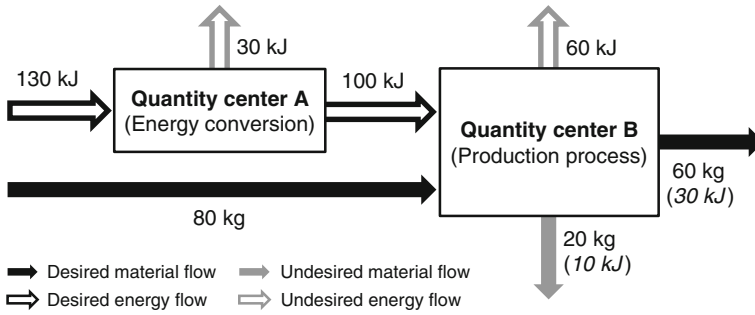 30 kJ
60 kJ
130 kJ
100 kJ
Quantity center A
(Energy conversion)
Quantity center B
(Production process)
60 kg
(30 kJ)
80 kg
20 kg
(10 kJ)
Desired material flow
Undesired material flow
Desired energy flow
Undesired energy flow